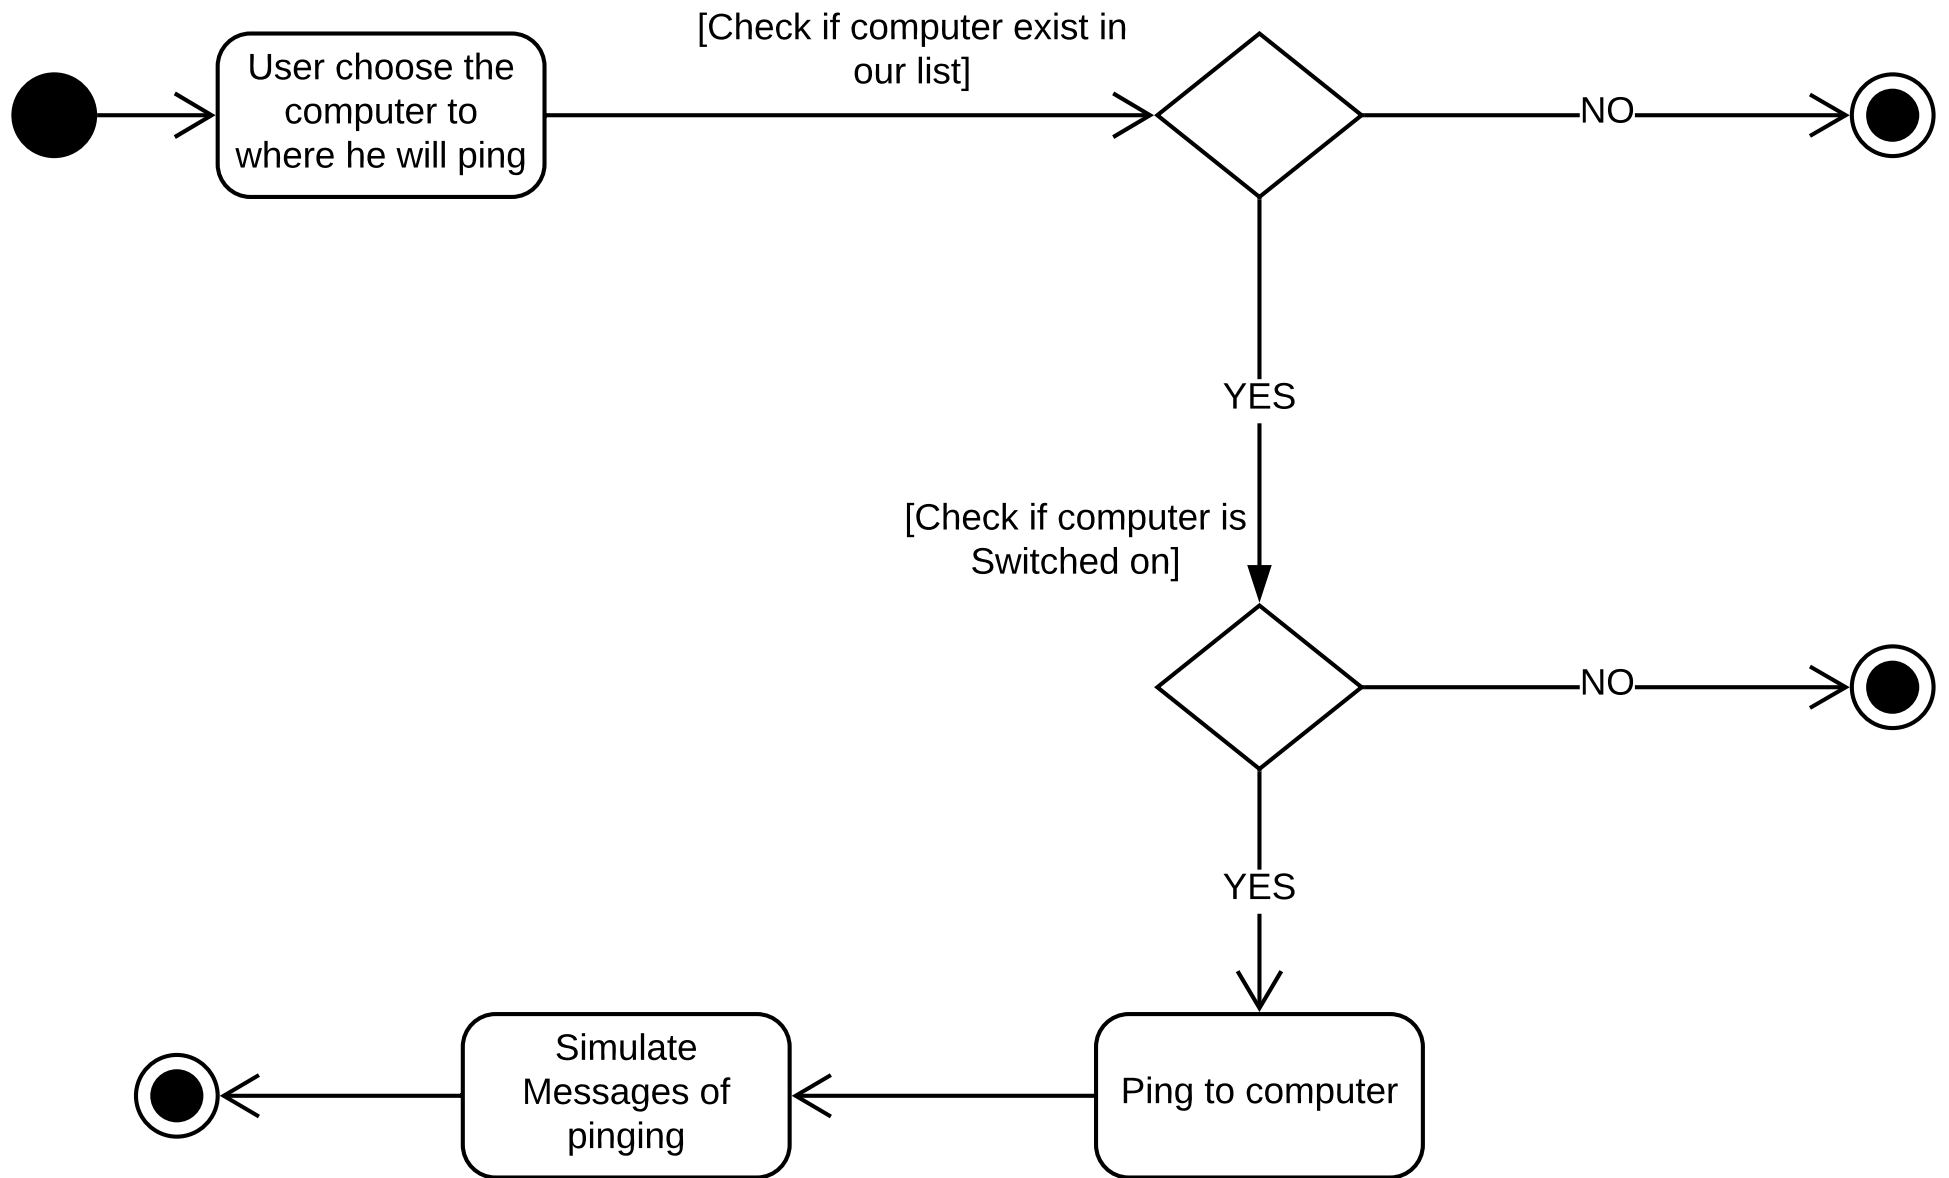 [Check if computer exist in
our list]
User choose the
computer to
where he will ping
NO
YES
[Check if computer is
Switched on]
NO
YES
Simulate
Messages of
pinging
Ping to computer